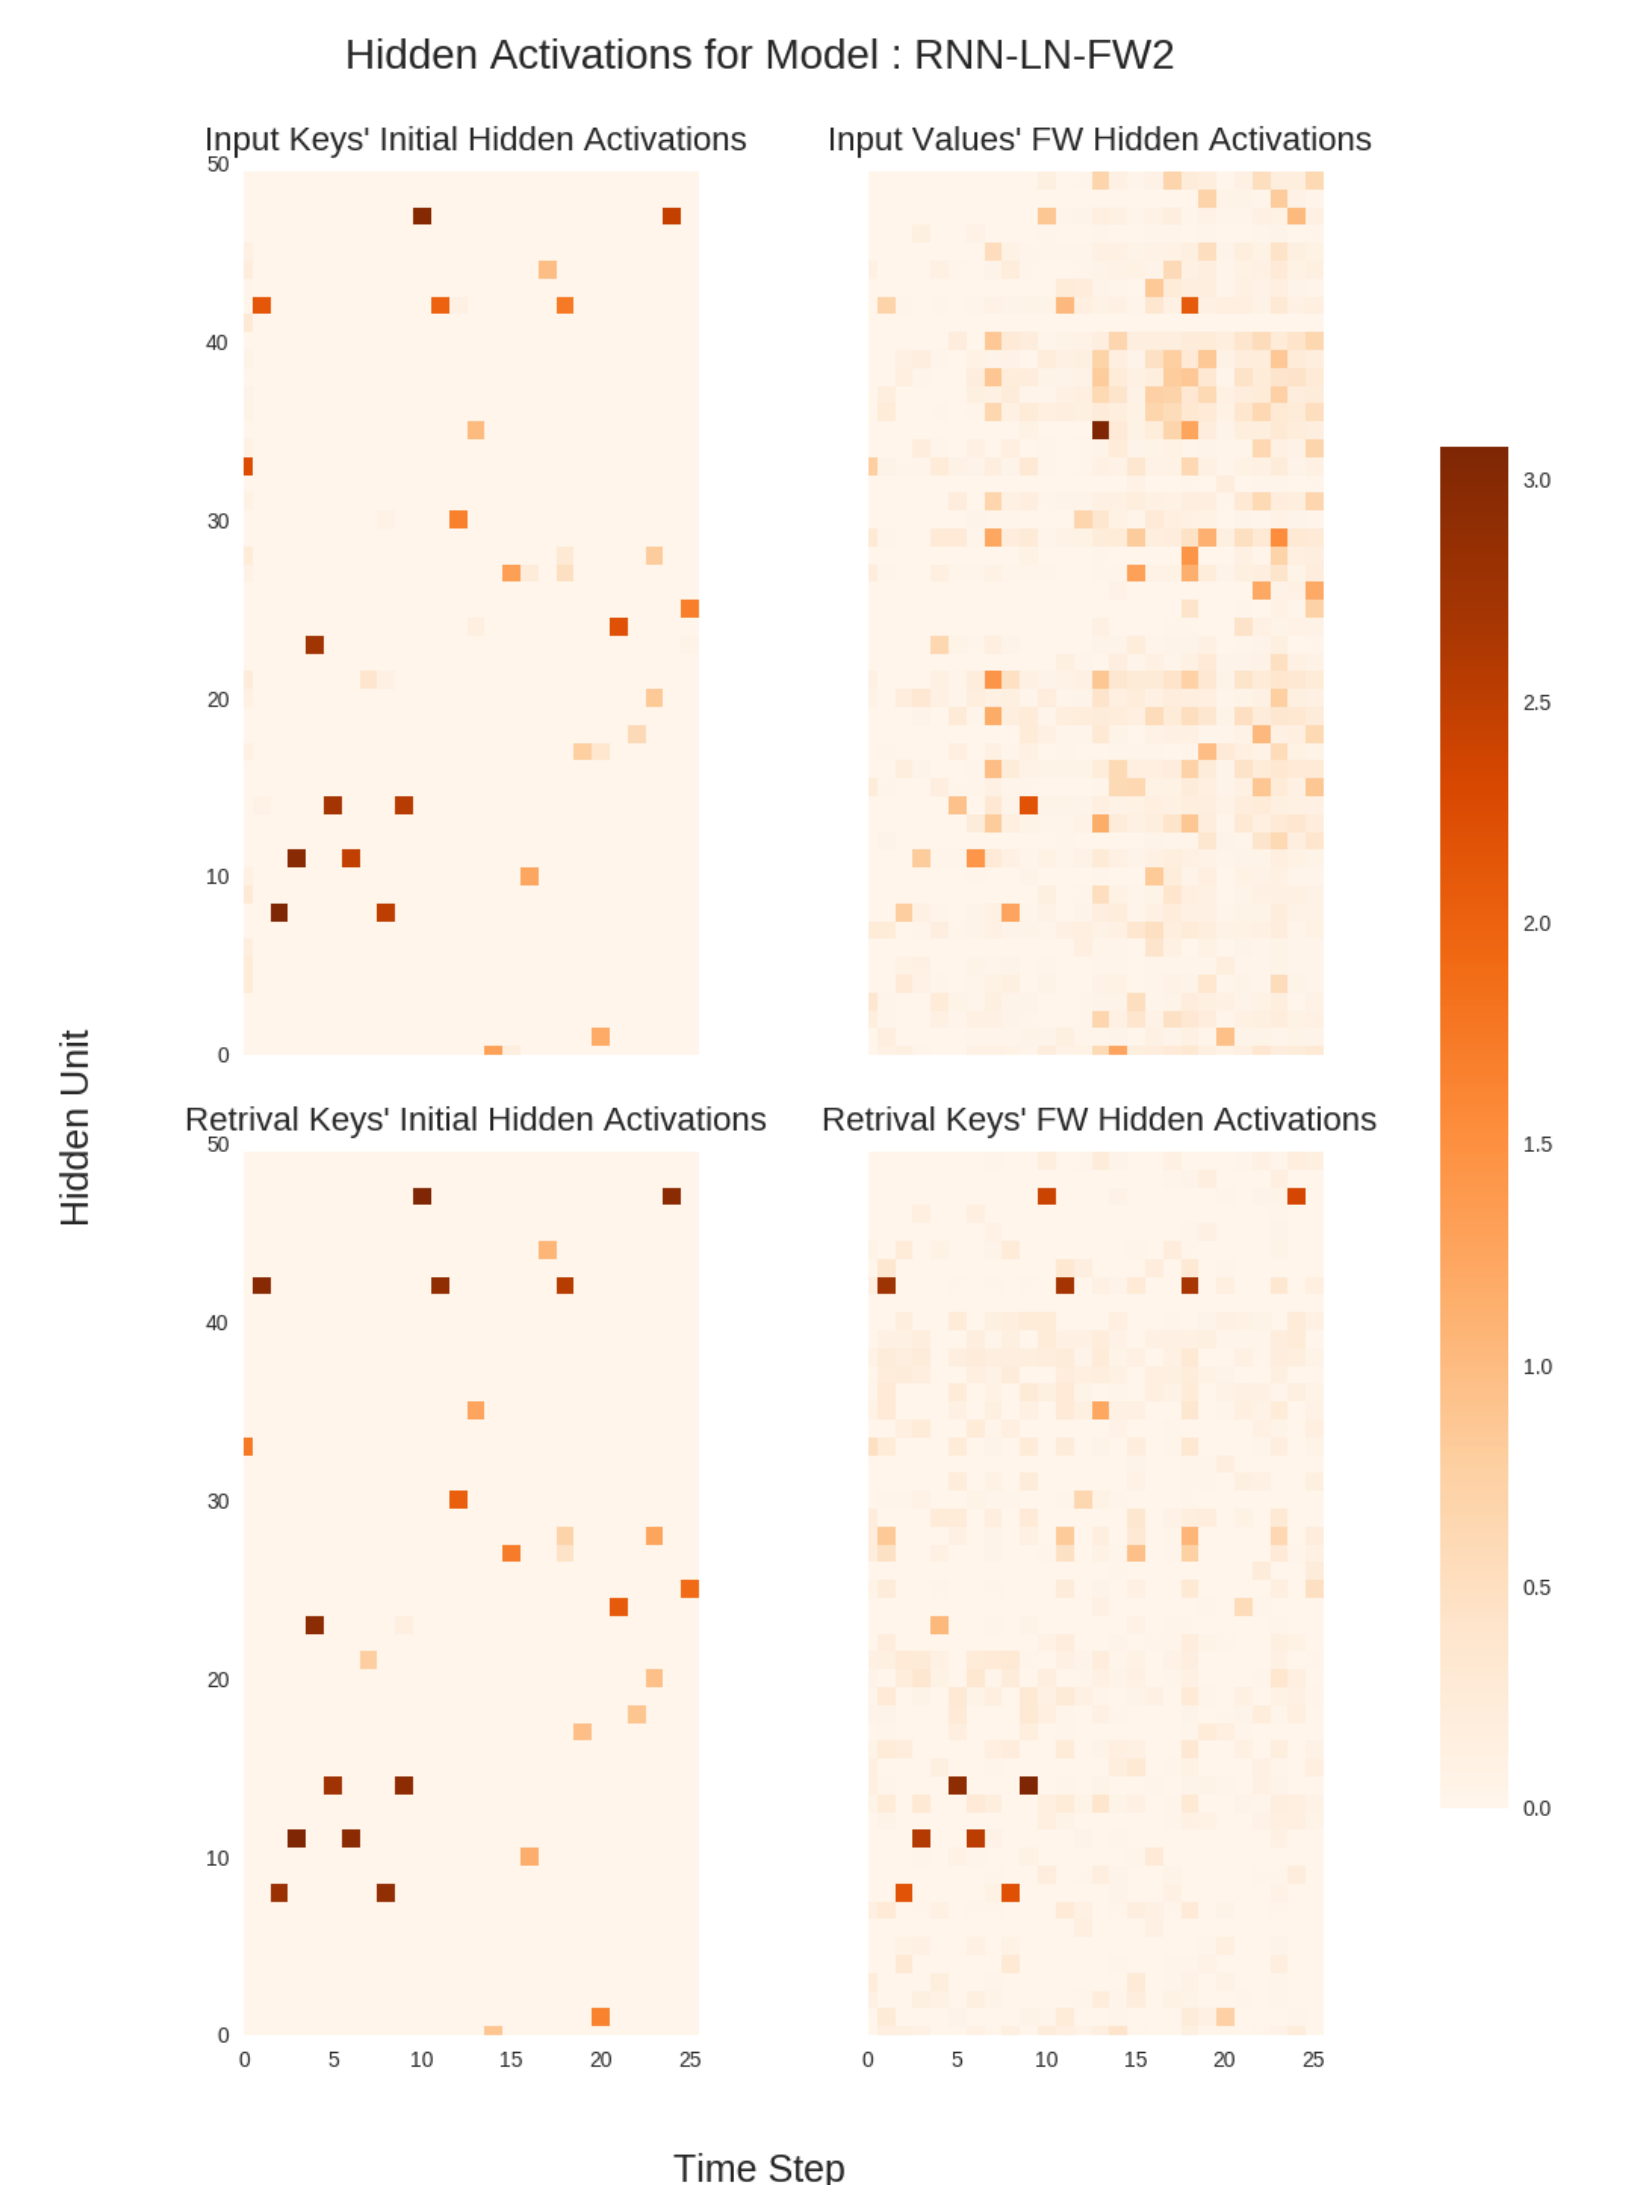 Hidden Activations for Model : RNN-LN-FW2
Input Keys' Initial Hidden Activations
Input Values' FW Hidden Activations
50
40
30
20
10
0
Retrival Keys' Initial Hidden Activations
Retrival Keys' FW Hidden Activations
50
40
30
20
10
0
0 5 10 15 20 25
0 5 10 15 20 25
Hidden Unit
Time Step
3.0
2.5
2.0
1.5
1.0
0.5
0.0